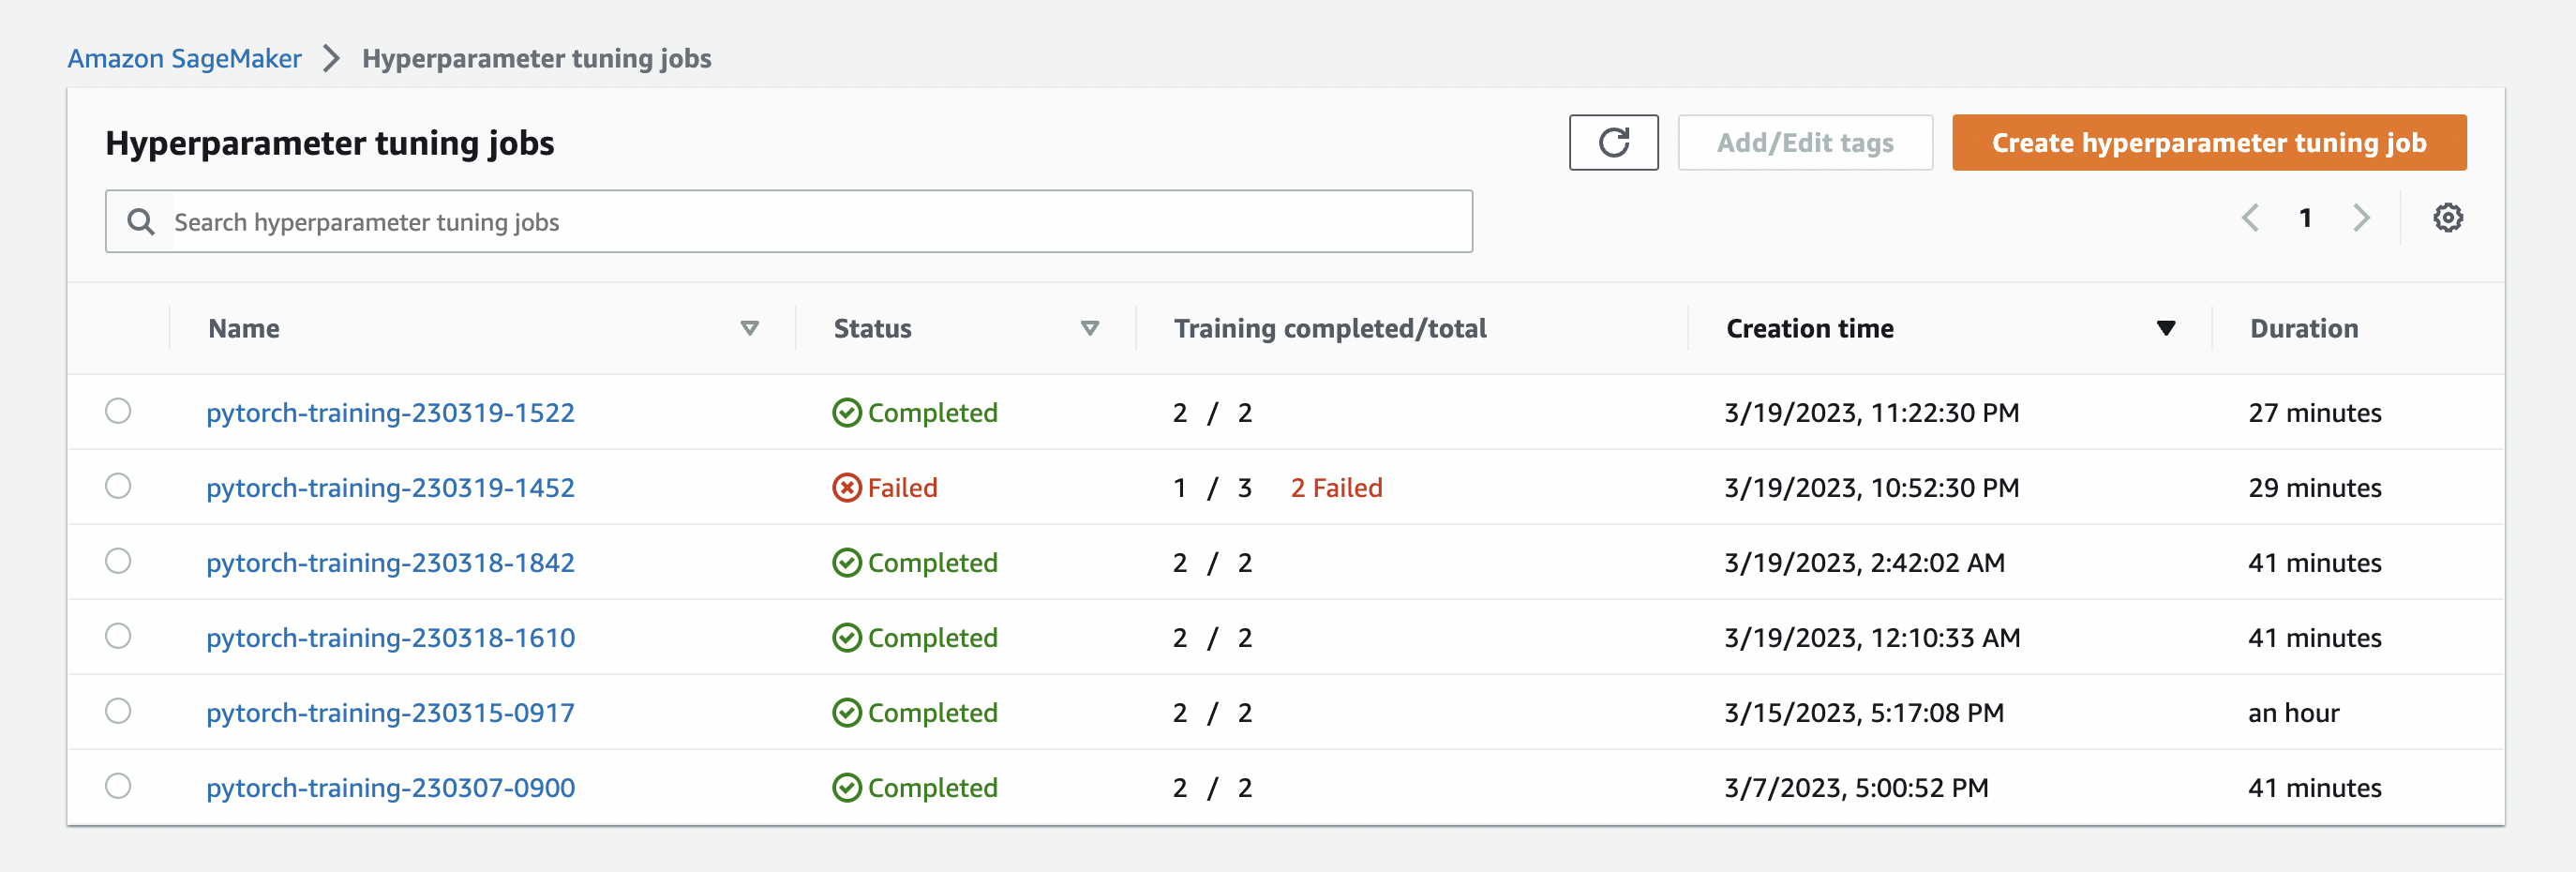 Amazon SageMaker > Hyperparameter tuning jobs
Hyperparameter tuning jobs
Add/Edit tags
Create hyperparameter tuning job
Search hyperparameter tuning jobs
1
Name Status Training completed/total Creation time Duration
pytorch-training-230319-1522 Completed 2 / 2 3/19/2023, 11:22:30 PM 27 minutes
pytorch-training-230319-1452 Failed 1 / 3 2 Failed 3/19/2023, 10:52:30 PM 29 minutes
pytorch-training-230318-1842 Completed 2 / 2 3/19/2023, 2:42:02 AM 41 minutes
pytorch-training-230318-1610 Completed 2 / 2 3/19/2023, 12:10:33 AM 41 minutes
pytorch-training-230315-0917 Completed 2 / 2 3/15/2023, 5:17:08 PM an hour
pytorch-training-230307-0900 Completed 2 / 2 3/7/2023, 5:00:52 PM 41 minutes